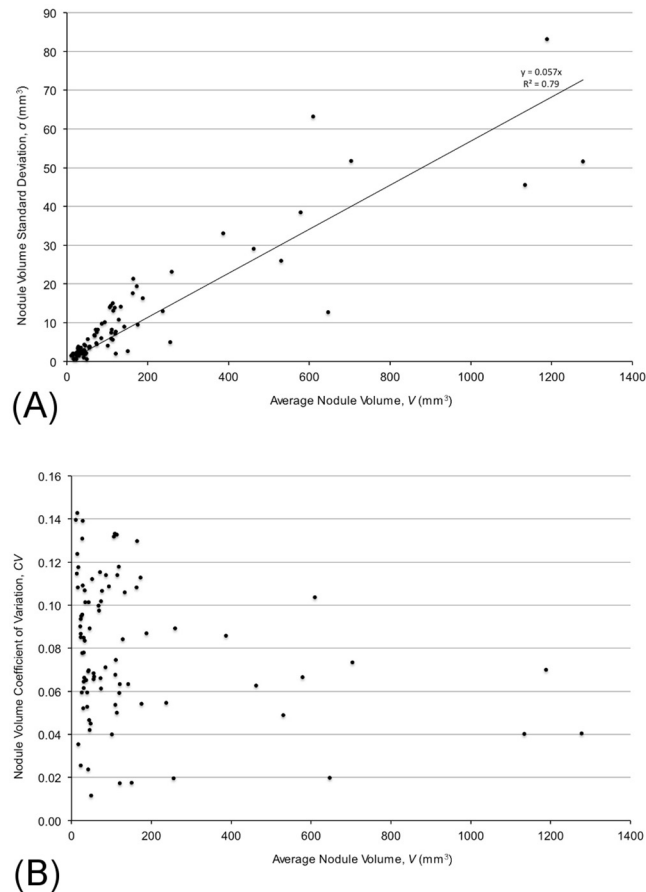 90
80
70
60
50
40
30
20
10
0
Nodule Volume Standard Deviation, σ (mm³)
y = 0.057x
R² = 0.79
0 200 400 600 800 1000 1200 1400
Average Nodule Volume, V (mm³)
(A)
0.16
0.14
0.12
0.10
0.08
0.06
0.04
0.02
0.00
Nodule Volume Coefficient of Variation, CV
0 200 400 600 800 1000 1200 1400
Average Nodule Volume, V (mm³)
(B)